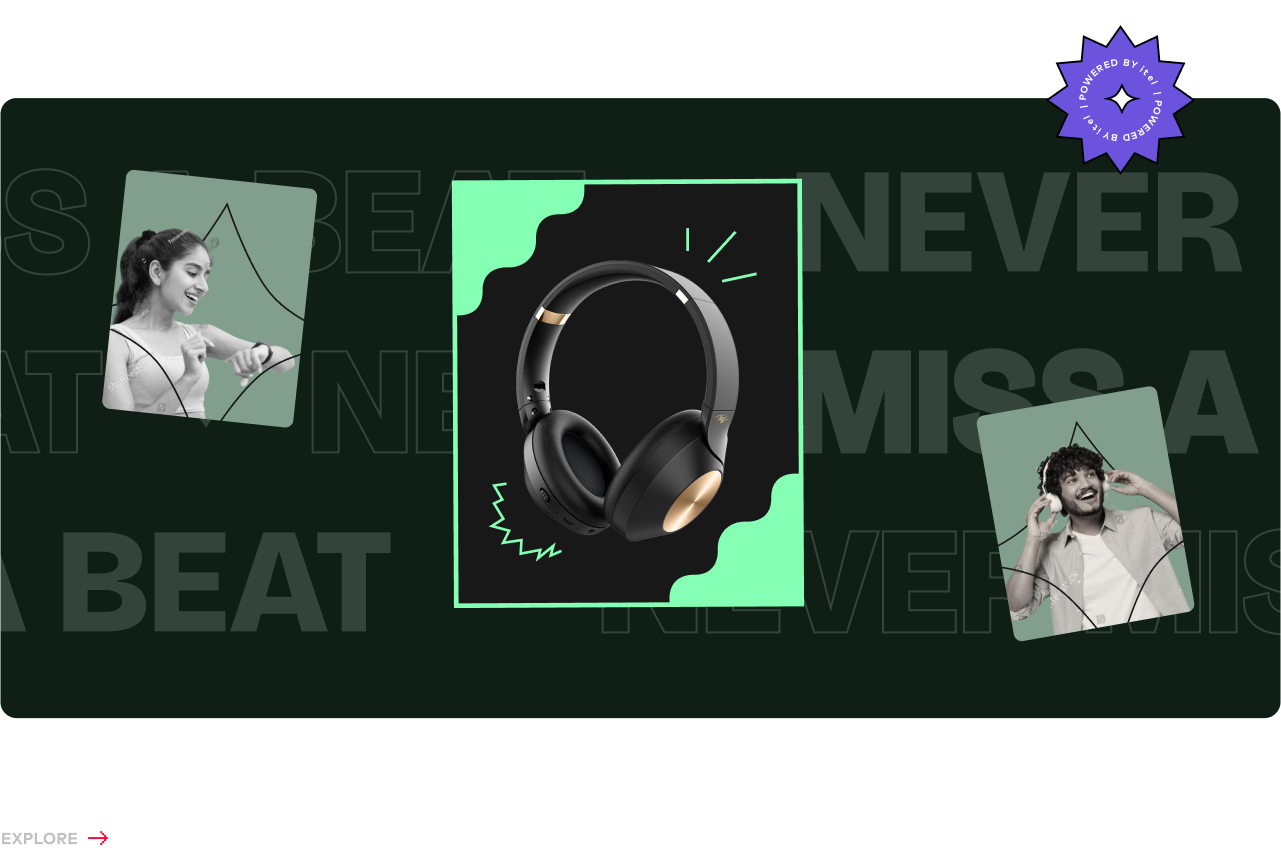 POWERED BY itel | POWERED BY itel |
S A BEAT NEVER
AT NE MISS A
A BEAT NEVER MIS
EXPLORE